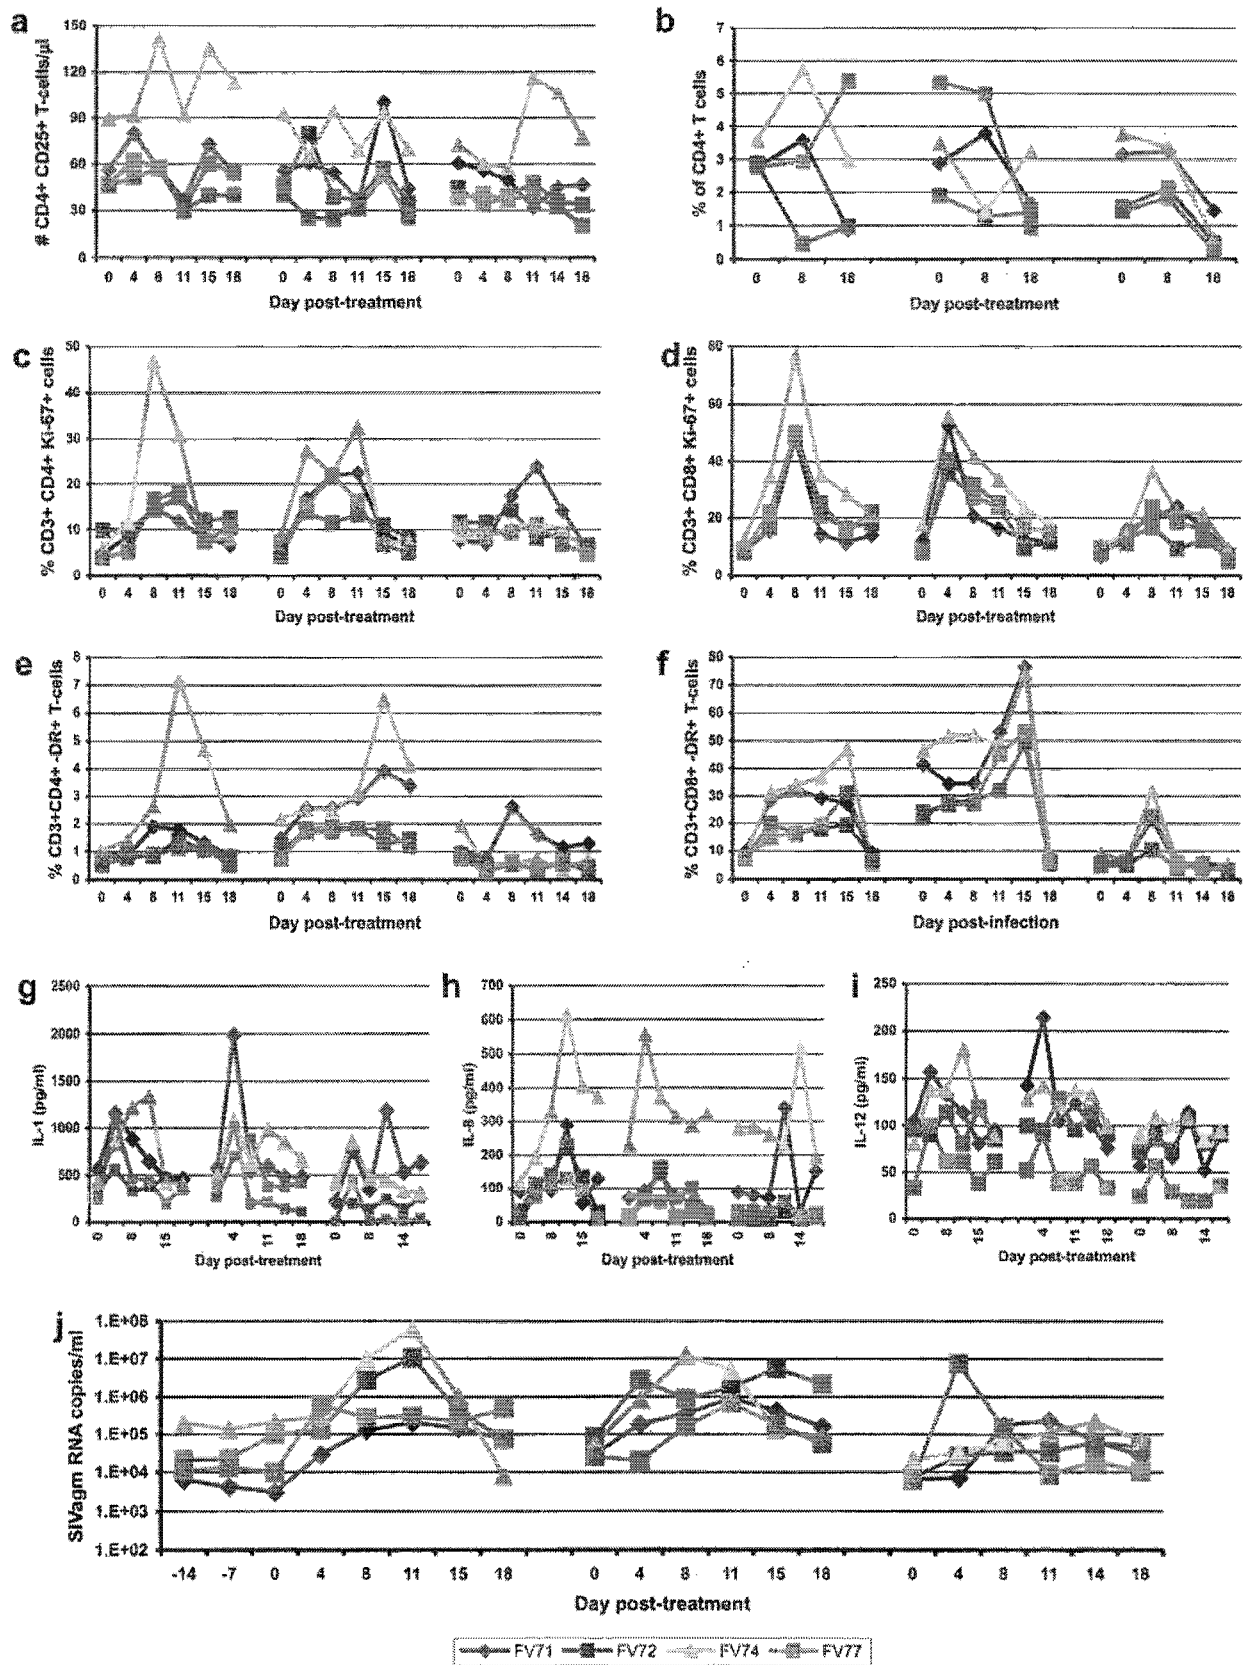 a
# CD4+ CD25+ T-cells/µl
150
120
90
60
30
0
0 4 8 11 15 18 0 4 8 11 15 18 0 4 8 11 14 18
Day post-treatment
b
% of CD4+ T cells
7
6
5
4
3
2
1
0
0 8 18 0 8 18 0 8 18
Day post-treatment
c
% CD3+ CD4+ Ki-67+ cells
50
40
30
20
10
0
0 4 8 11 15 18 0 4 8 11 15 18 0 4 8 11 15 18
Day post-treatment
d
% CD3+ CD8+ Ki-67+ cells
80
60
40
20
0
0 4 8 11 15 18 0 4 8 11 15 18 0 4 8 11 15 18
Day post-treatment
e
% CD3+CD4+ -DR+ T-cells
8
7
6
5
4
3
2
1
0
0 4 8 11 15 18 0 4 8 11 15 18 0 4 8 11 14 18
Day post-treatment
f
% CD3+CD8+ -DR+ T-cells
80
70
60
50
40
30
20
10
0
0 4 8 11 15 18 0 4 8 11 15 18 0 4 8 11 15 18
Day post-infection
g
IL-1 (pg/ml)
2500
2000
1500
1000
500
0
0 8 15 4 11 18 0 8 14
Day post-treatment
h
IL-8 (pg/ml)
700
600
500
400
300
200
100
0
0 8 15 4 11 18 0 8 14
Day post-treatment
i
IL-12 (pg/ml)
250
200
150
100
50
0
0 8 15 4 11 18 0 8 14
Day post-treatment
j
SIVagm RNA copies/ml
1.E+08
1.E+07
1.E+06
1.E+05
1.E+04
1.E+03
1.E+02
-14 -7 0 4 8 11 15 18 0 4 8 11 15 18 0 4 8 11 14 18
Day post-treatment
FV71 FV72 FV74 FV77